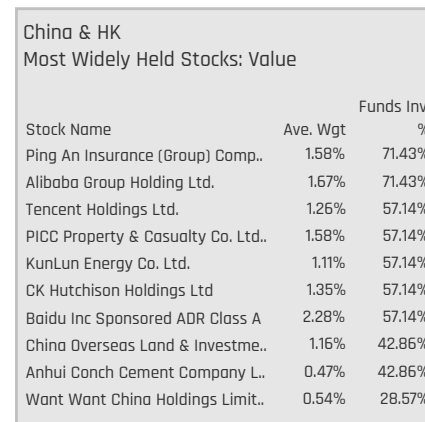 China & HK
Most Widely Held Stocks: Value
Funds Inv
Stock Name Ave. Wgt %
Ping An Insurance (Group) Comp.. 1.58% 71.43%
Alibaba Group Holding Ltd. 1.67% 71.43%
Tencent Holdings Ltd. 1.26% 57.14%
PICC Property & Casualty Co. Ltd.. 1.58% 57.14%
KunLun Energy Co. Ltd. 1.11% 57.14%
CK Hutchison Holdings Ltd 1.35% 57.14%
Baidu Inc Sponsored ADR Class A 2.28% 57.14%
China Overseas Land & Investme.. 1.16% 42.86%
Anhui Conch Cement Company L.. 0.47% 42.86%
Want Want China Holdings Limit.. 0.54% 28.57%